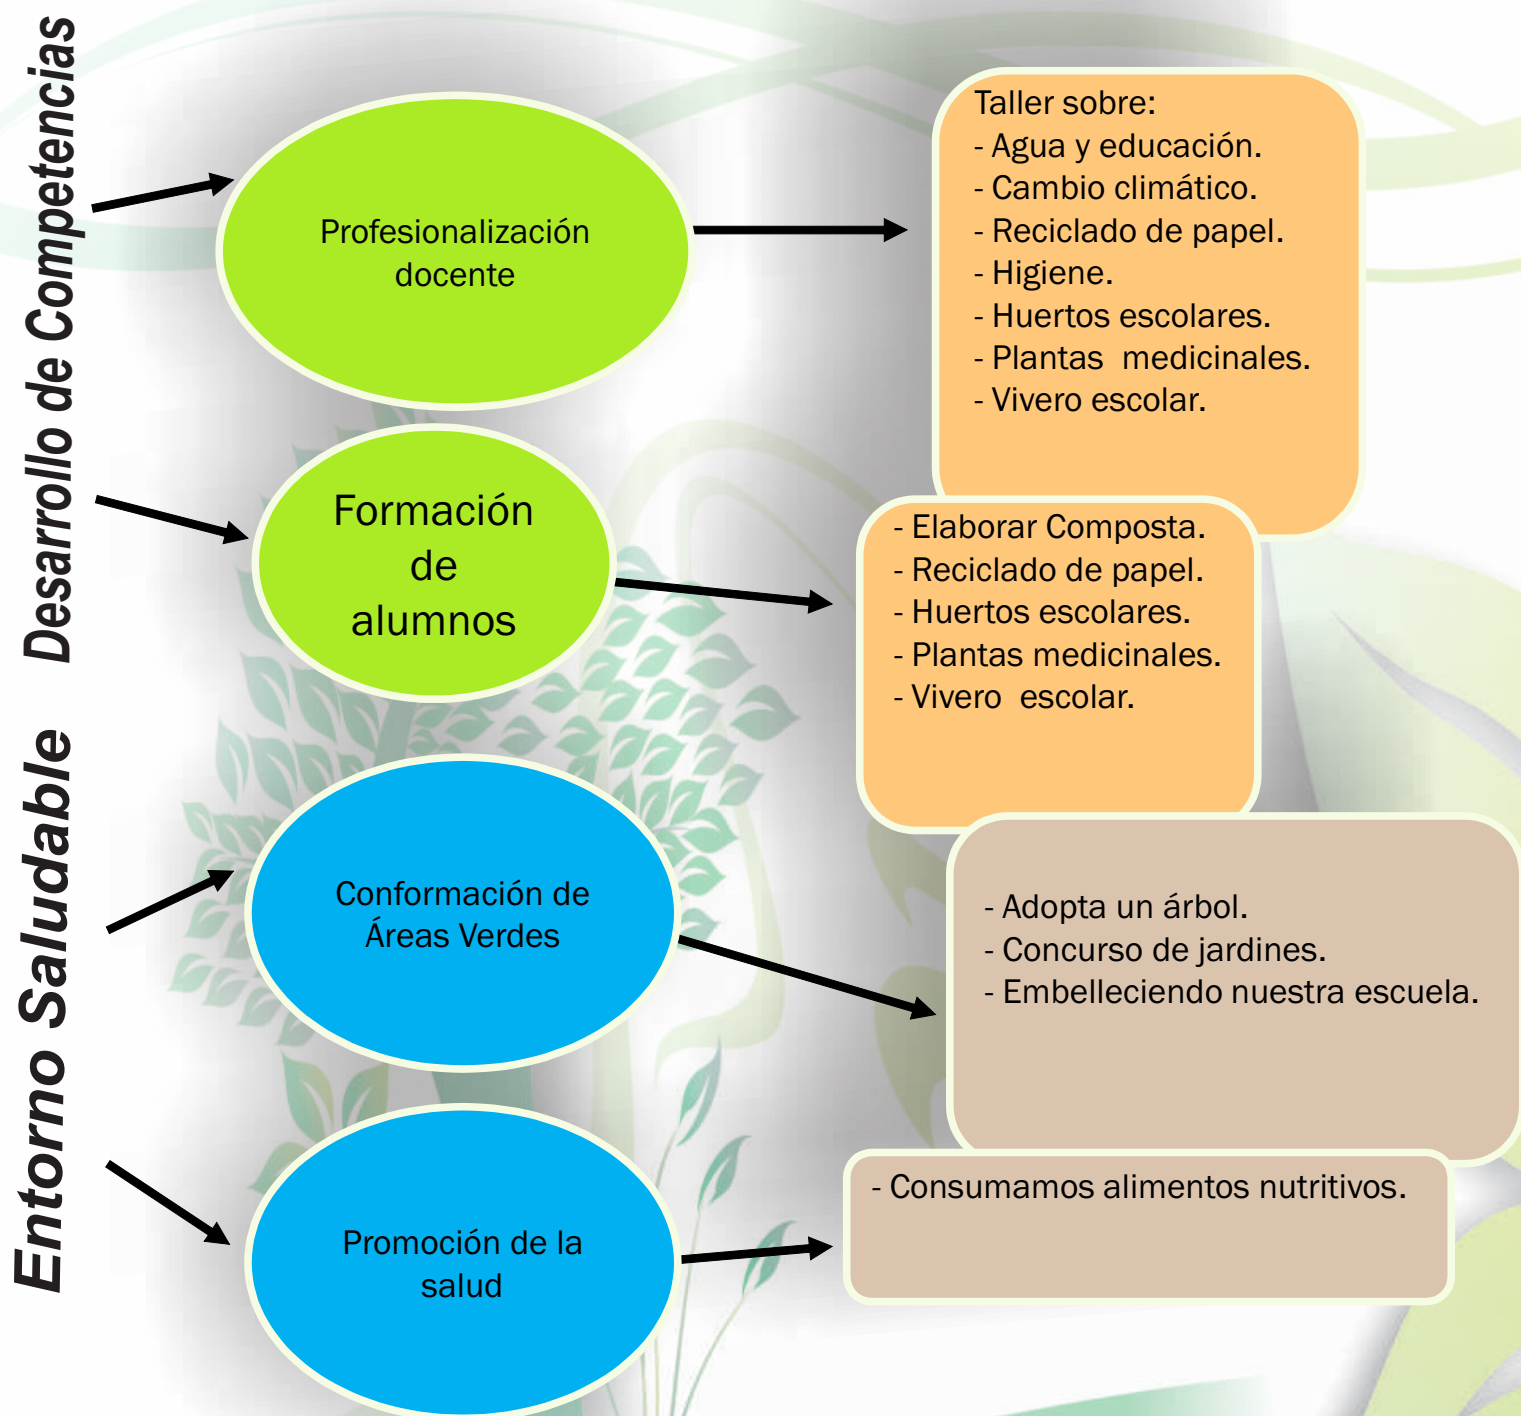 Desarrollo de Competencias
Profesionalización
docente
Taller sobre:
- Agua y educación.
- Cambio climático.
- Reciclado de papel.
- Higiene.
- Huertos escolares.
- Plantas  medicinales.
- Vivero escolar.
Formación
de
alumnos
- Elaborar Composta.
- Reciclado de papel.
- Huertos escolares.
- Plantas medicinales.
- Vivero  escolar.
Entorno Saludable
Conformación de
Áreas Verdes
- Adopta un árbol.
- Concurso de jardines.
- Embelleciendo nuestra escuela.
Promoción de la
salud
- Consumamos alimentos nutritivos.